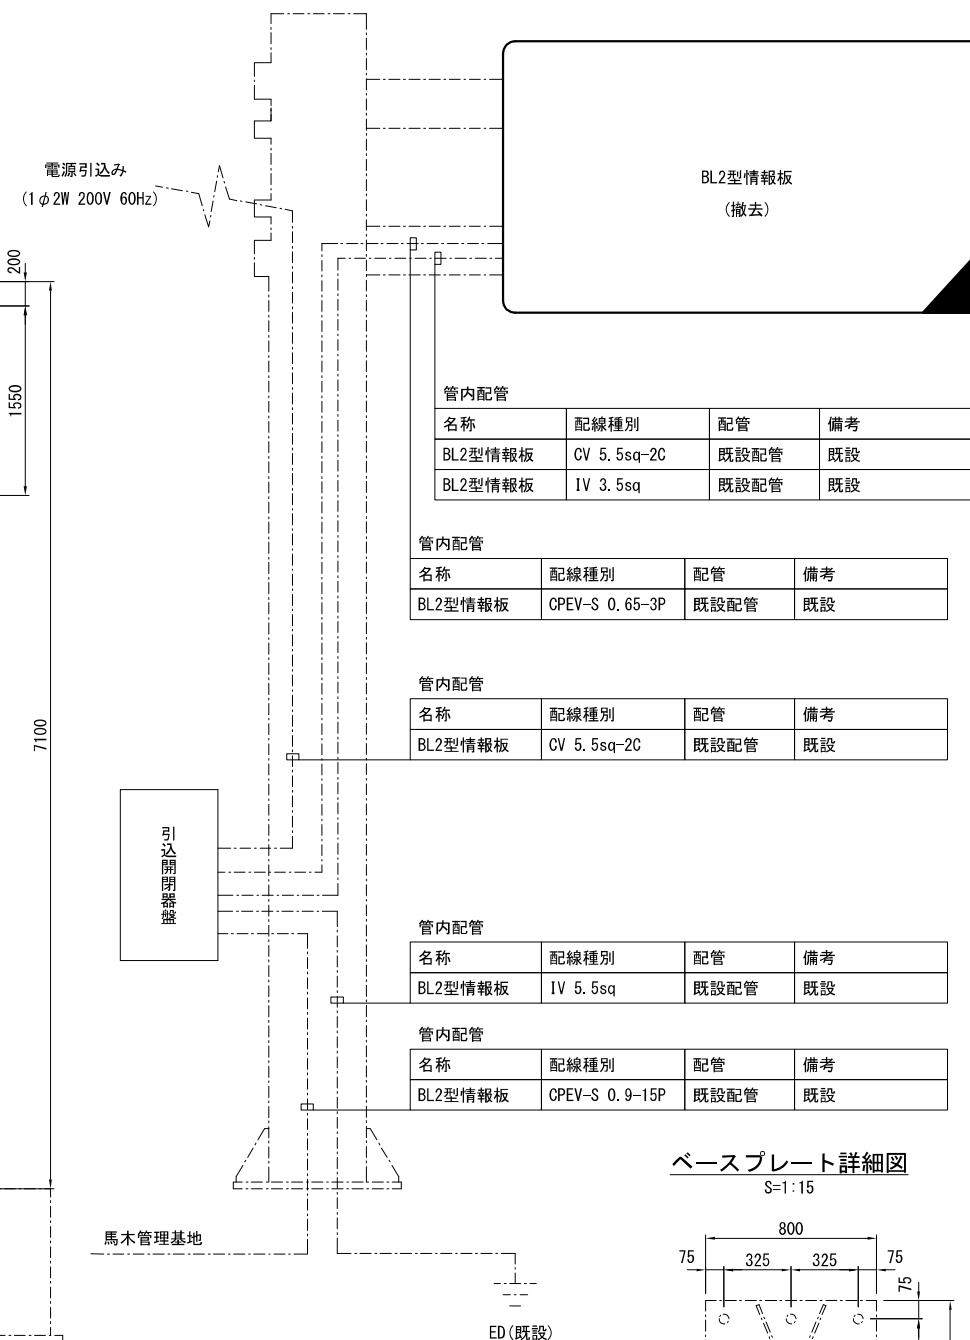 電源引込み
(1φ2W 200V 60Hz)
BL2型情報板
(撤去)
200
1550
7100
管内配管
名称 配線種別 配管 備考
BL2型情報板 CV 5.5sq-2C 既設配管 既設
BL2型情報板 IV 3.5sq 既設配管 既設
管内配管
名称 配線種別 配管 備考
BL2型情報板 CPEV-S 0.65-3P 既設配管 既設
管内配管
名称 配線種別 配管 備考
BL2型情報板 CV 5.5sq-2C 既設配管 既設
引込開閉器盤
管内配管
名称 配線種別 配管 備考
BL2型情報板 IV 5.5sq 既設配管 既設
管内配管
名称 配線種別 配管 備考
BL2型情報板 CPEV-S 0.9-15P 既設配管 既設
ベースプレート詳細図
S=1:15
馬木管理基地
800
75 325 325 75
75
ED(既設)